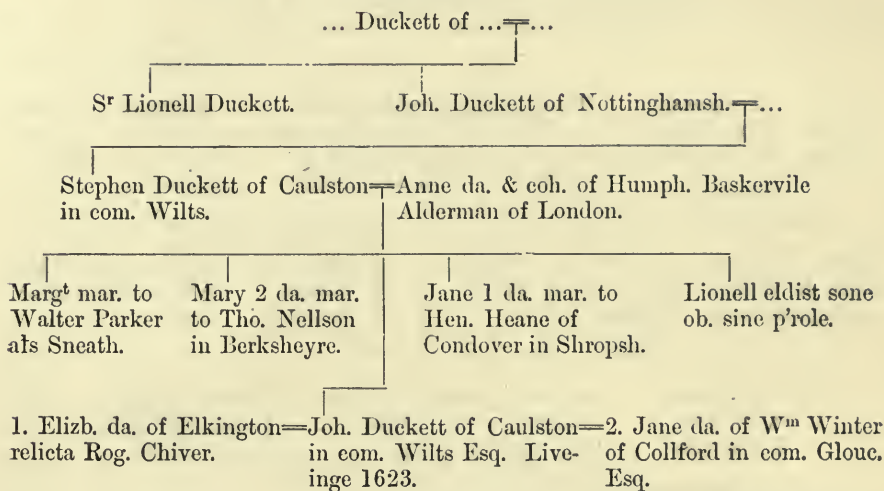 ... Duckett of ... ...
Sr Lionell Duckett. Joh. Duckett of Nottinghamsh. ...
Stephen Duckett of Caulston
in com. Wilts.
Anne da. & coh. of Humph. Baskervile
Alderman of London.
Margt mar. to
Walter Parker
als Sneath.
Mary 2 da. mar.
to Tho. Nellson
in Berksheyre.
Jane 1 da. mar. to
Hen. Heane of
Condover in Shropsh.
Lionell eldist sone
ob. sine p'role.
1. Elizb. da. of Elkington
relicta Rog. Chiver.
Joh. Duckett of Caulston
in com. Wilts Esq. Live-
inge 1623.
2. Jane da. of Wm Winter
of Collford in com. Glouc.
Esq.